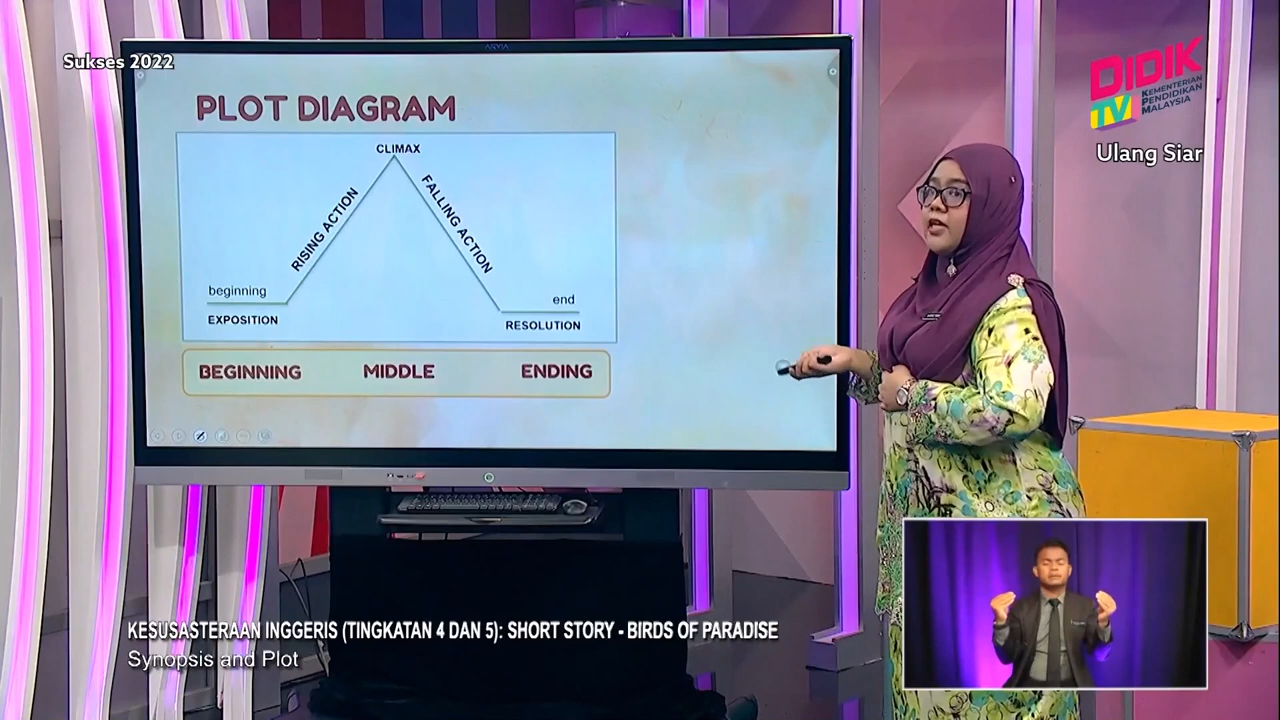 Sukses 2022
DIDIK
TV
KEMENTERIAN
PENDIDIKAN
MALAYSIA
Ulang Siar
PLOT DIAGRAM
CLIMAX
RISING ACTION
FALLING ACTION
beginning
end
EXPOSITION
RESOLUTION
BEGINNING MIDDLE ENDING
KESUSASTERAAN INGGERIS (TINGKATAN 4 DAN 5): SHORT STORY - BIRDS OF PARADISE
Synopsis and Plot